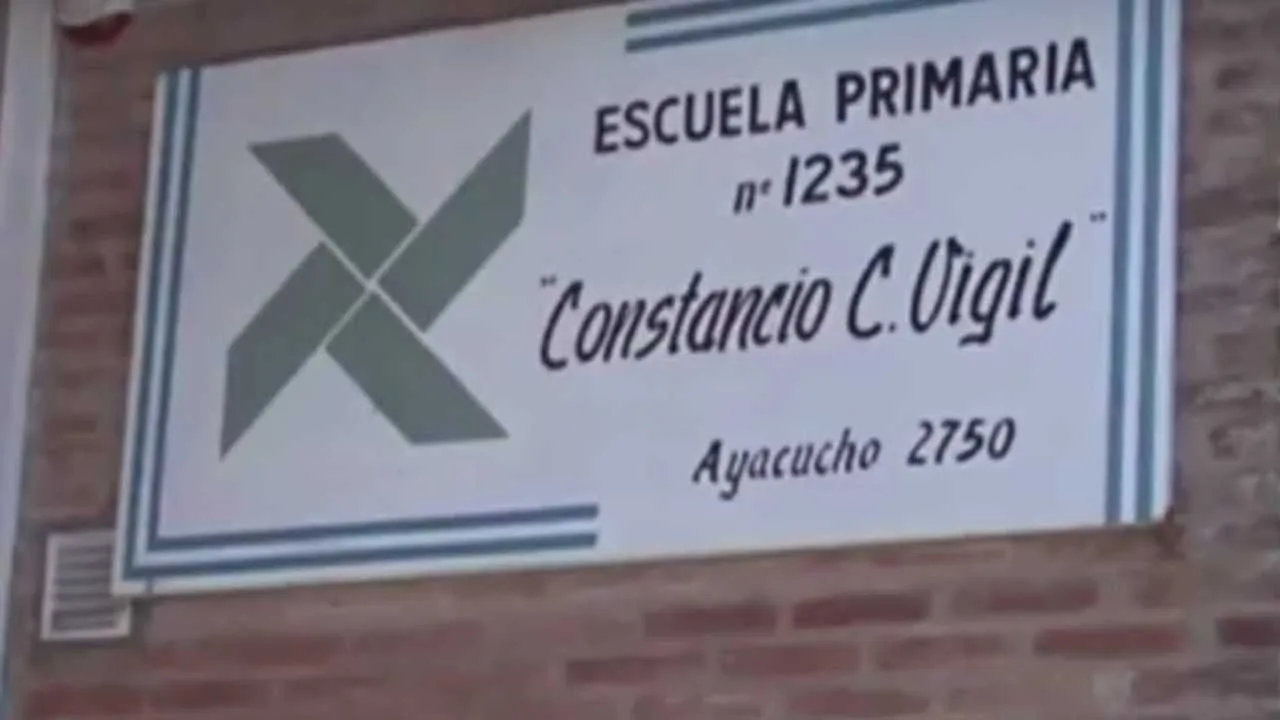 ESCUELA PRIMARIA
nº 1235
"Constancio C. Vigil"
Ayacucho 2750